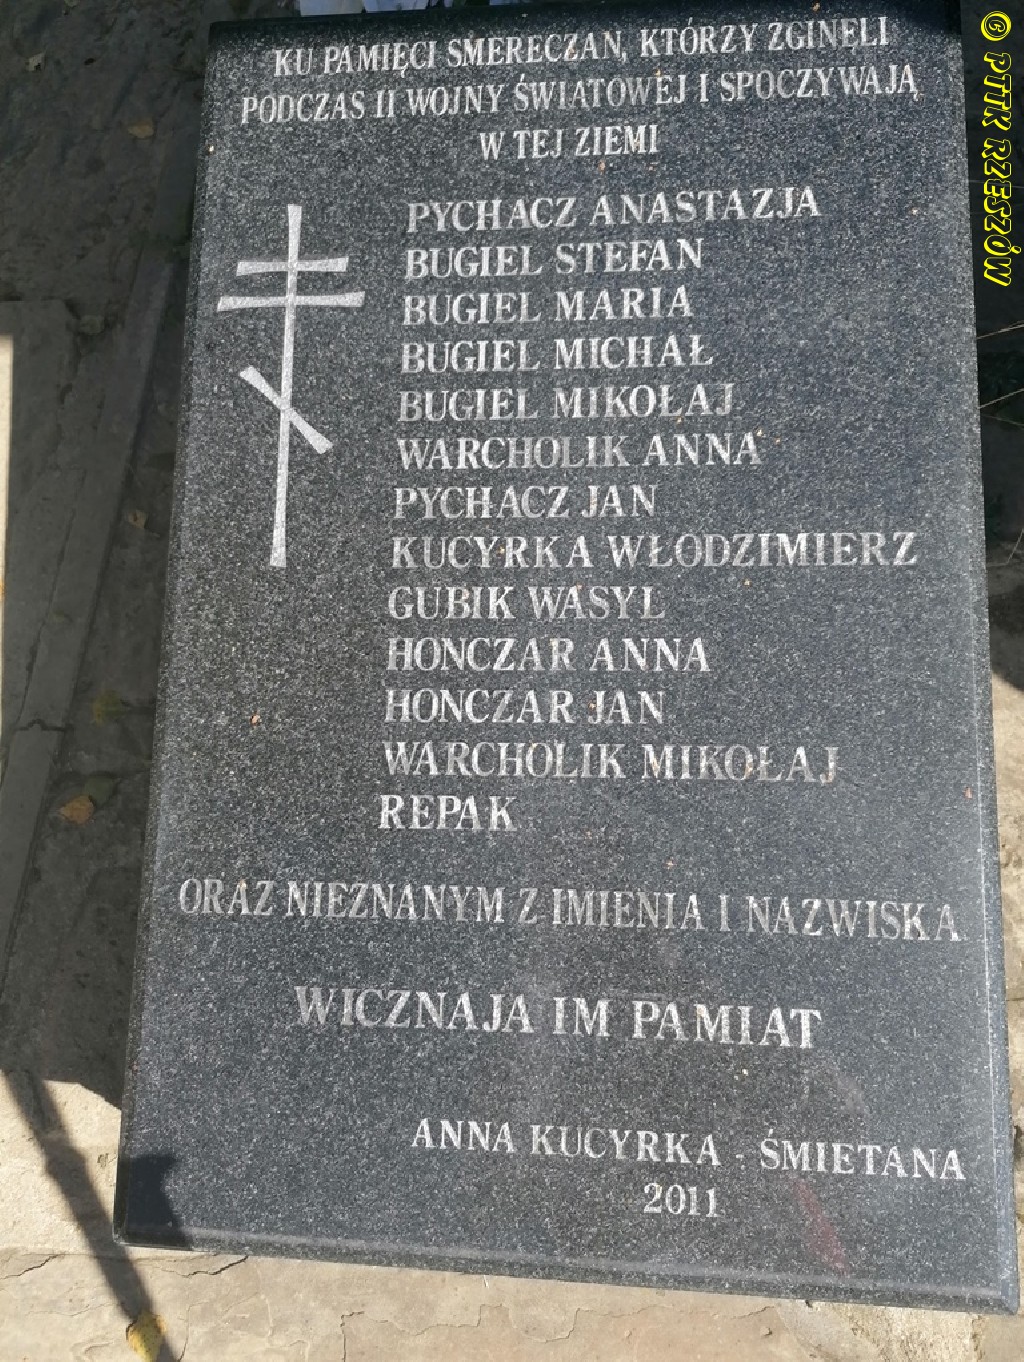 KU PAMIĘCI SMERECZAN, KTÓRZY ZGINĘLI
PODCZAS II WOJNY ŚWIATOWEJ I SPOCZYWAJĄ
W TEJ ZIEMI
PYCHACZ ANASTAZJA
BUGIEL STEFAN
BUGIEL MARIA
BUGIEL MICHAŁ
BUGIEL MIKOŁAJ
WARCHOLIK ANNA
PYCHACZ JAN
KUCYRKA WŁODZIMIERZ
GUBIK WASYL
HONCZAR ANNA
HONCZAR JAN
WARCHOLIK MIKOŁAJ
REPAK
ORAZ NIEZNANYM Z IMIENIA I NAZWISKA
WICZNAJA IM PAMIAT
ANNA KUCYRKA - ŚMIETANA
2011
© PTTK RZESZÓW